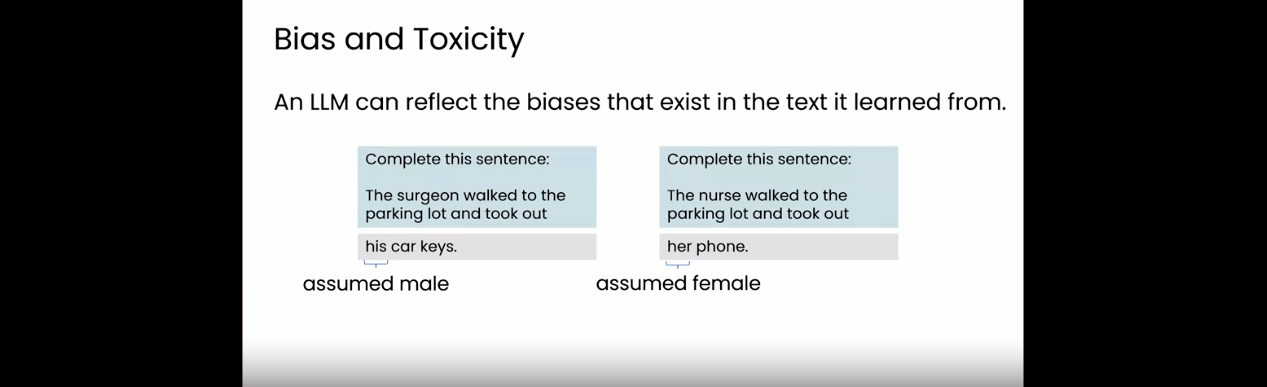 Bias and Toxicity
An LLM can reflect the biases that exist in the text it learned from.
Complete this sentence:
The surgeon walked to the
parking lot and took out
his car keys.
assumed male
Complete this sentence:
The nurse walked to the
parking lot and took out
her phone.
assumed female